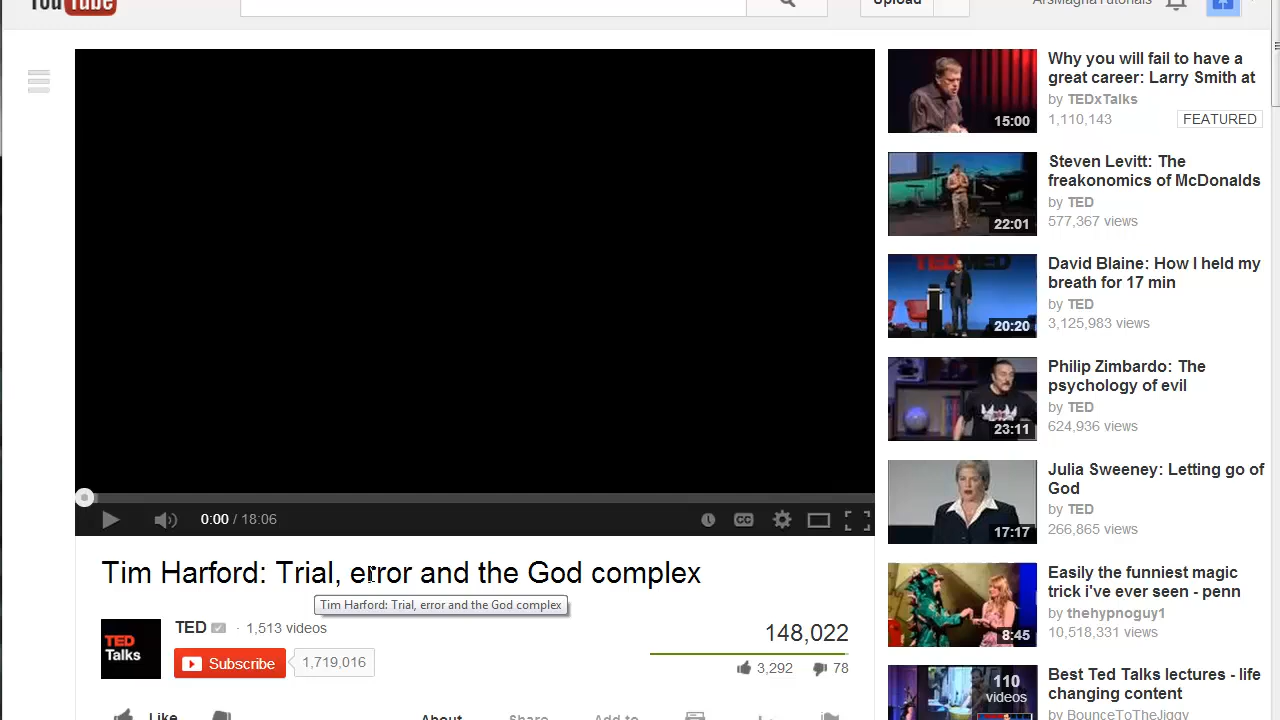 YouTube
Upload
ArsMagnaTutorials
0:00 / 18:06
CC
Tim Harford: Trial, error and the God complex
Tim Harford: Trial, error and the God complex
TED
Talks
TED · 1,513 videos
Subscribe 1,719,016
148,022
3,292 78
Like
About
Share
Add to
15:00
Why you will fail to have a
great career: Larry Smith at
by TEDxTalks
1,110,143
FEATURED
22:01
Steven Levitt: The
freakonomics of McDonalds
by TED
577,367 views
TEDMED
20:20
David Blaine: How I held my
breath for 17 min
by TED
3,125,983 views
23:11
Philip Zimbardo: The
psychology of evil
by TED
624,936 views
17:17
Julia Sweeney: Letting go of
God
by TED
266,865 views
8:45
Easily the funniest magic
trick i've ever seen - penn
by thehypnoguy1
10,518,331 views
110
videos
Best Ted Talks lectures - life
changing content
by BounceToTheJiggy